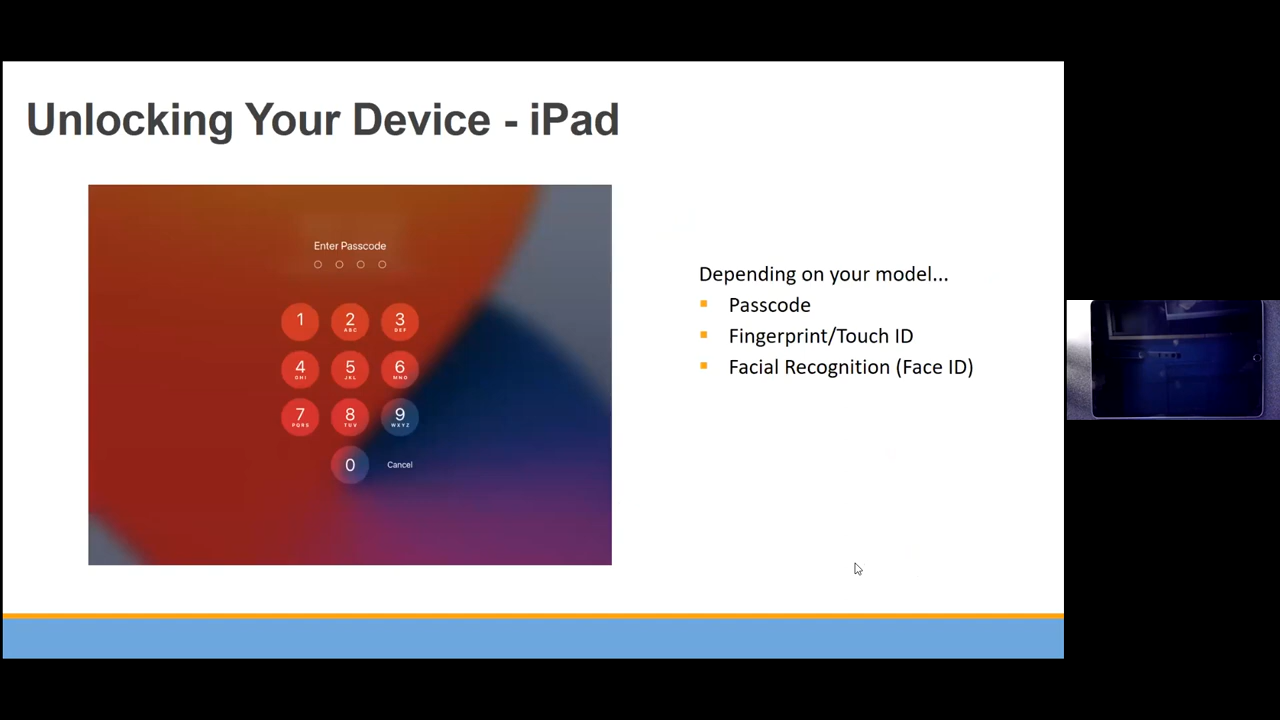 Unlocking Your Device - iPad
Enter Passcode
1 2 3
ABC DEF
4 5 6
GHI JKL MNO
7 8 9
PQRS TUV WXYZ
0 Cancel
Depending on your model...
Passcode
Fingerprint/Touch ID
Facial Recognition (Face ID)